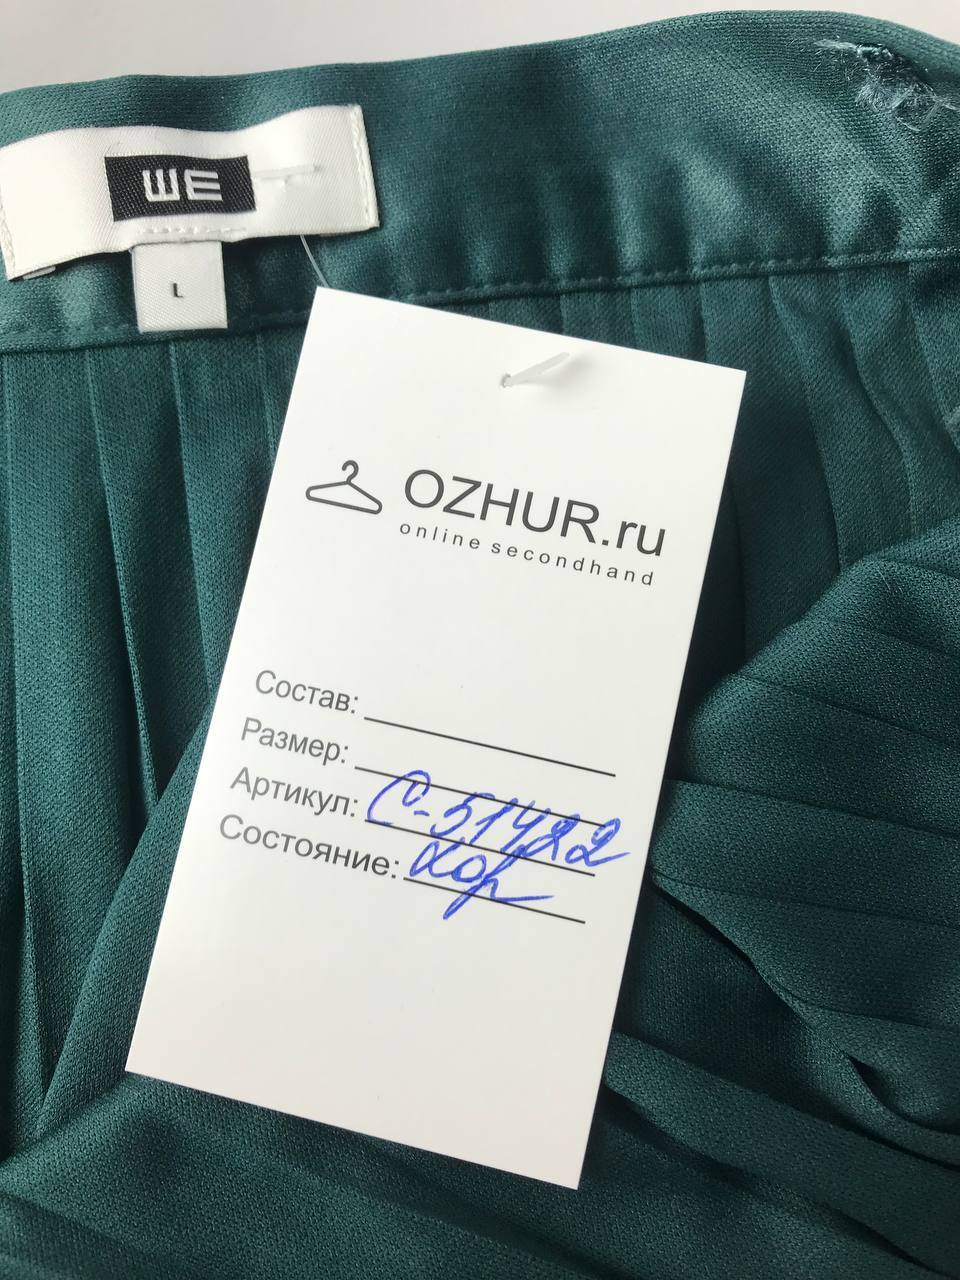 WE
L
OZHUR.ru
online secondhand
Состав:
Размер:
Артикул: С-51422
Состояние: хор